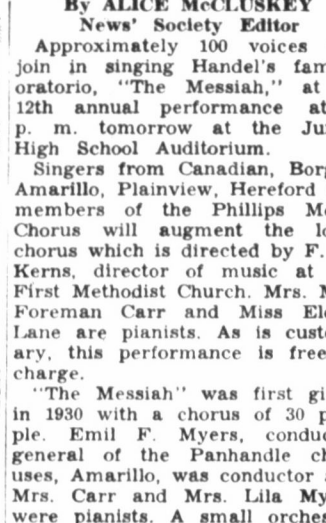 By ALICE McCLUSKEY
News' Society Editor
Approximately 100 voices
join in singing Handel's fam
oratorio, "The Messiah," at
12th annual performance at
p. m. tomorrow at the Ju
High School Auditorium.
Singers from Canadian, Bor
Amarillo, Plainview, Hereford
members of the Phillips M
Chorus will augment the lo
chorus which is directed by F.
Kerns, director of music at
First Methodist Church. Mrs. M
Foreman Carr and Miss El
Lane are pianists. As is cust
ary, this performance is free
charge.
"The Messiah" was first gi
in 1930 with a chorus of 30 p
ple. Emil F. Myers, conduc
general of the Panhandle ch
uses, Amarillo, was conductor
Mrs. Carr and Mrs. Lila My
were pianists. A small orches